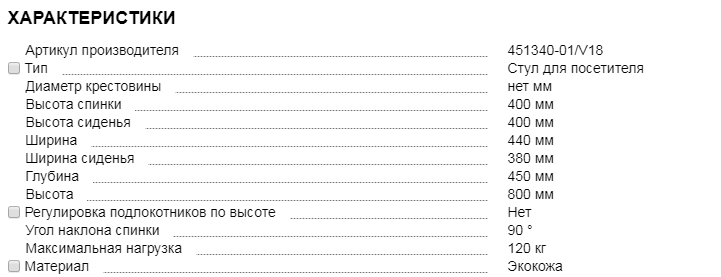 ХАРАКТЕРИСТИКИ
Артикул производителя 451340-01/V18
Тип Стул для посетителя
Диаметр крестовины нет мм
Высота спинки 400 мм
Высота сиденья 400 мм
Ширина 440 мм
Ширина сиденья 380 мм
Глубина 450 мм
Высота 800 мм
Регулировка подлокотников по высоте Нет
Угол наклона спинки 90 °
Максимальная нагрузка 120 кг
Материал Экокожа